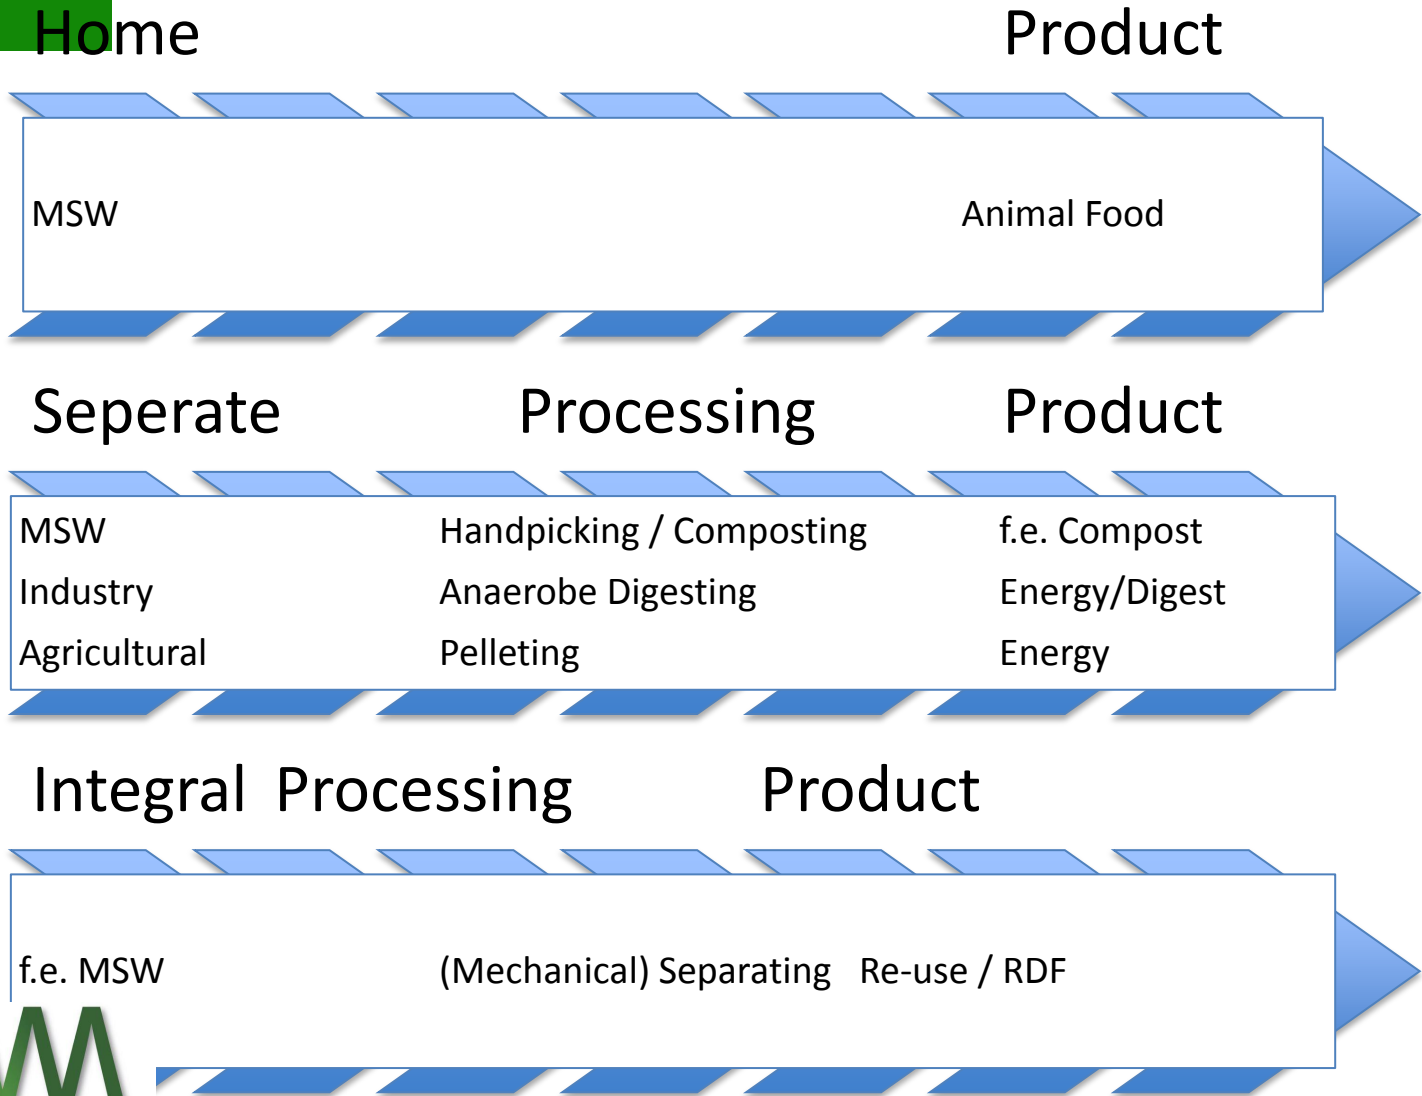 Home Product
MSW Animal Food
Seperate Processing Product
MSW Handpicking / Composting f.e. Compost
Industry Anaerobe Digesting Energy/Digest
Agricultural Pelleting Energy
Integral Processing Product
f.e. MSW (Mechanical) Separating Re-use / RDF